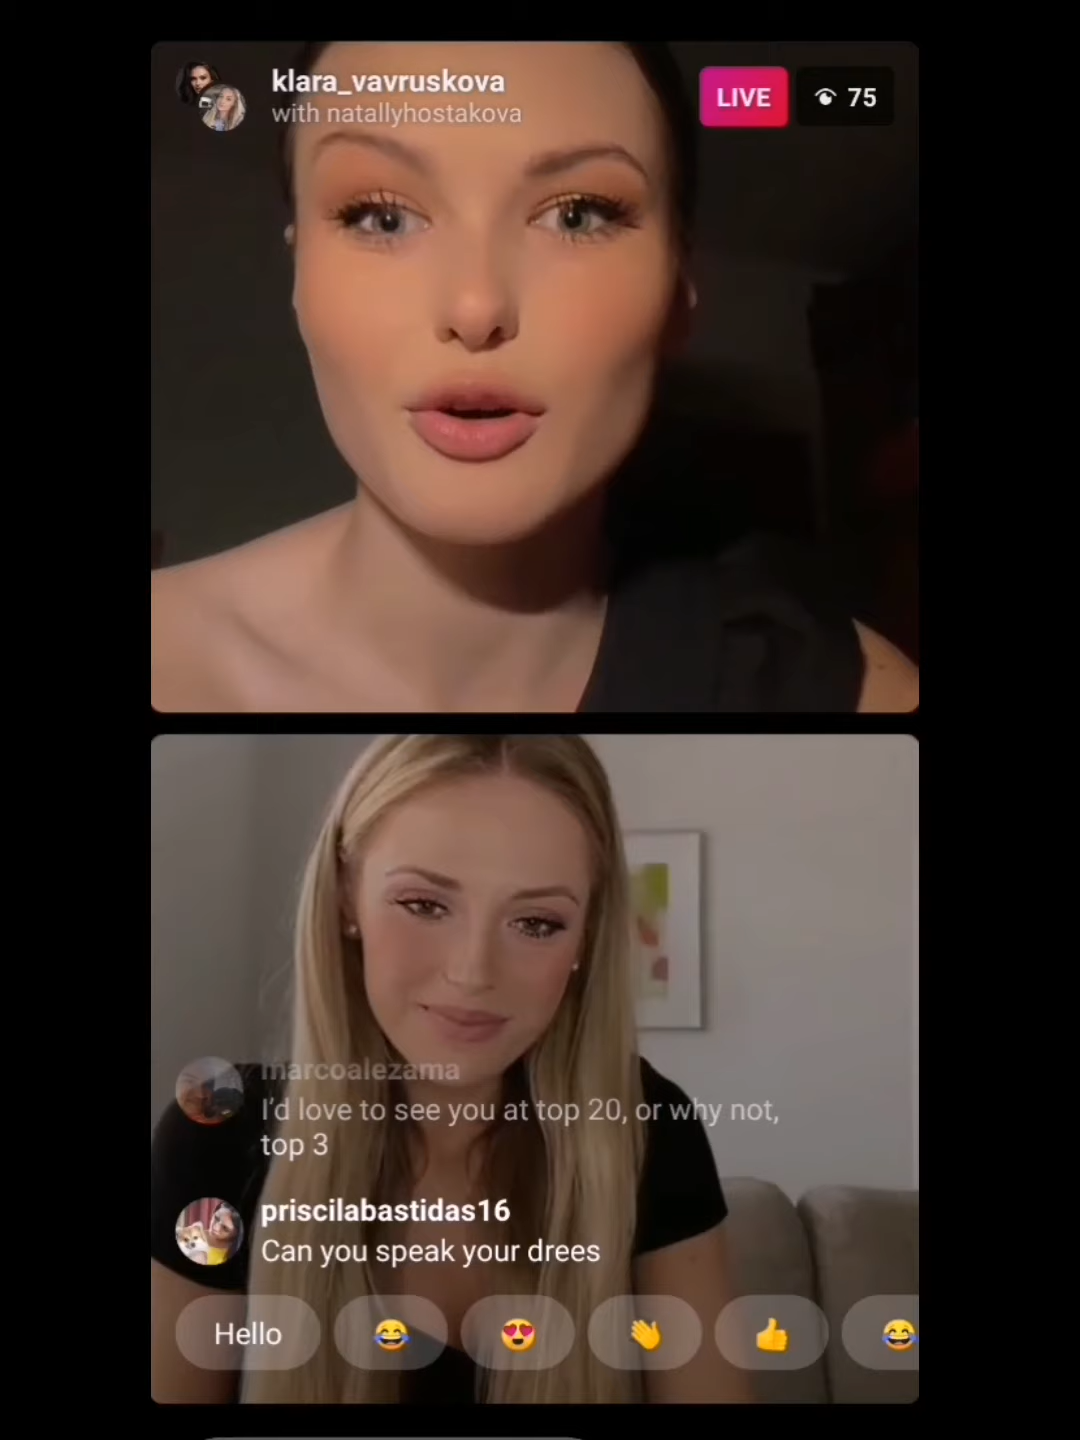 klara_vavruskova
with natallyhostakova
LIVE
75
marcoalezama
I'd love to see you at top 20, or why not,
top 3
priscilabastidas16
Can you speak your drees
Hello